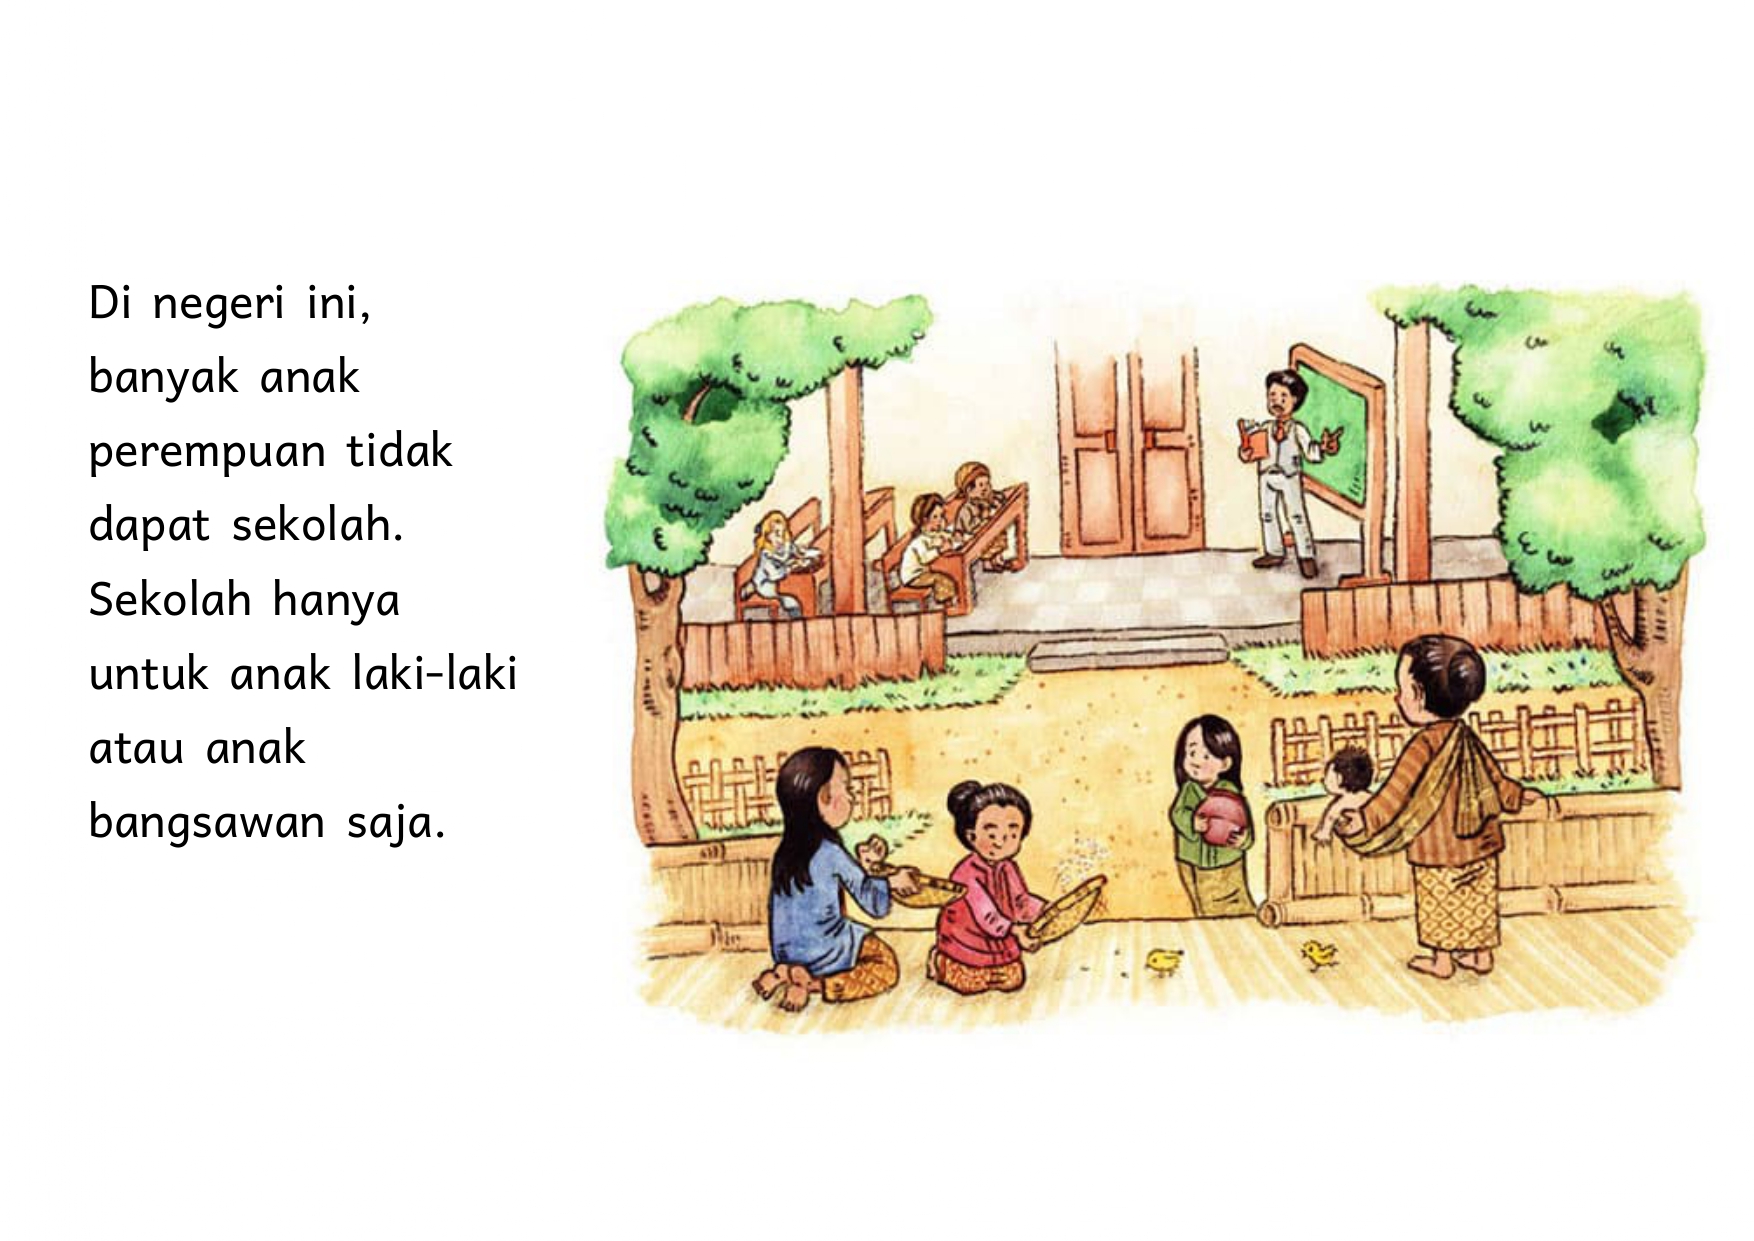 Di negeri ini,
banyak anak
perempuan tidak
dapat sekolah.
Sekolah hanya
untuk anak laki-laki
atau anak
bangsawan saja.